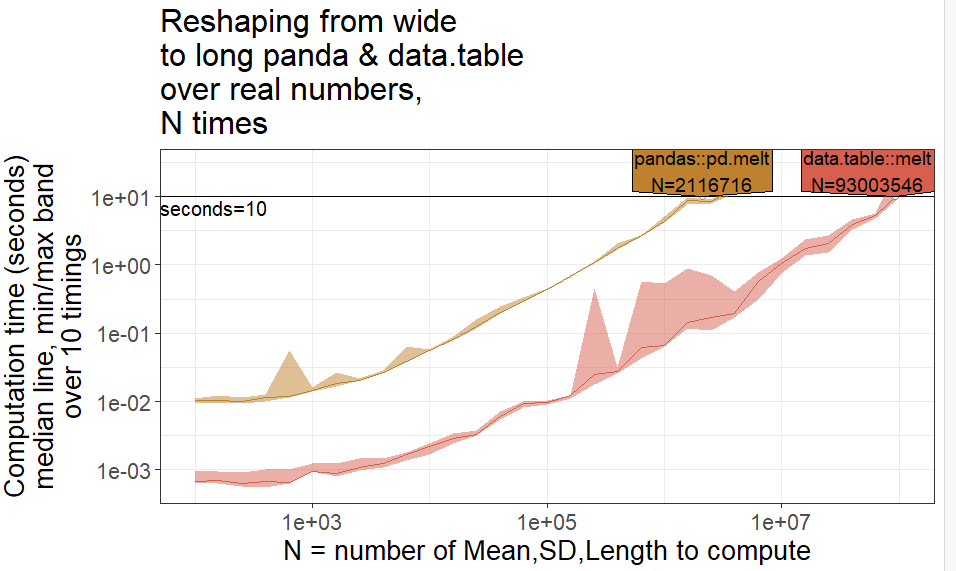 Reshaping from wide
to long panda & data.table
over real numbers,
N times
Computation time (seconds)
median line, min/max band
over 10 timings
1e+01
1e+00
1e-01
1e-02
1e-03
seconds=10
pandas::pd.melt
N=2116716
data.table::melt
N=93003546
1e+03
1e+05
1e+07
N = number of Mean,SD,Length to compute